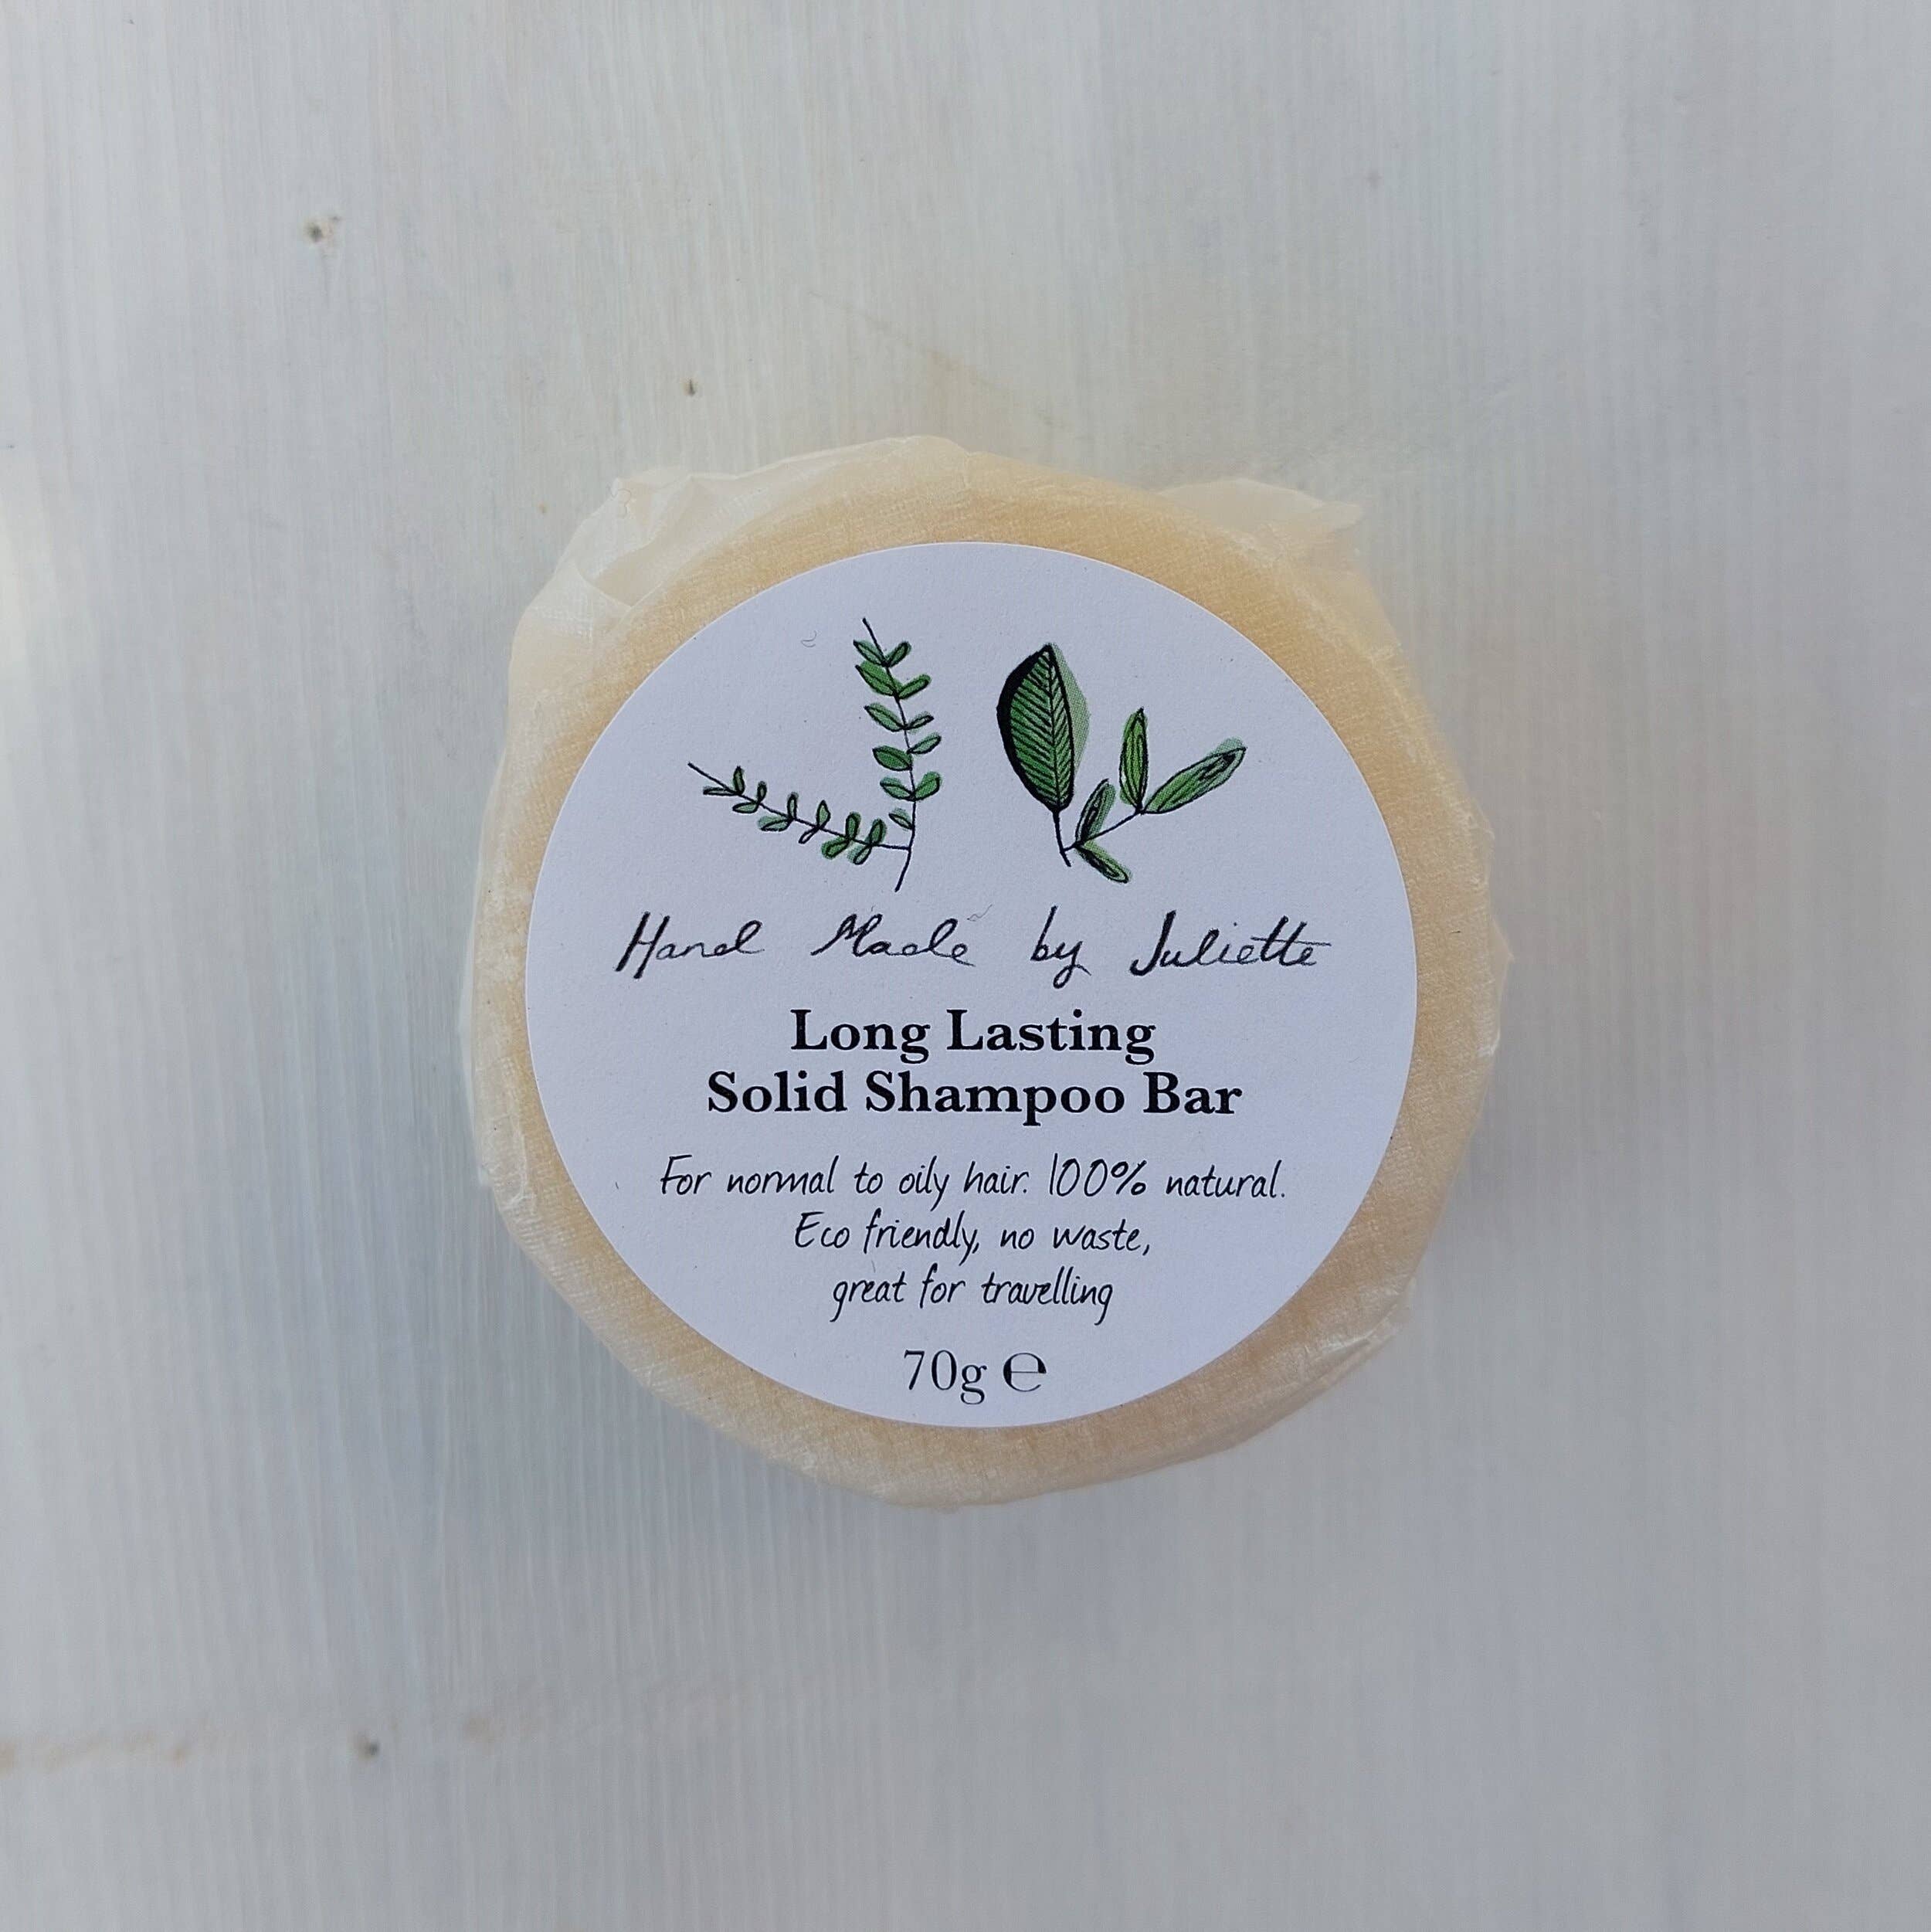 Hand Made by Juliette
Long Lasting
Solid Shampoo Bar
For normal to oily hair. 100% natural.
Eco friendly, no waste,
great for travelling
70g ℮